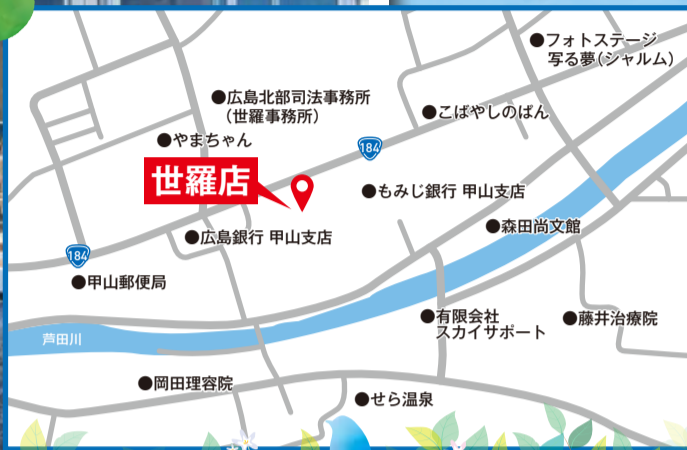 ●フォトステージ
写る夢（シャルム）
●広島北部司法事務所
（世羅事務所）
●こばやしのぱん
●やまちゃん
184
世羅店
●もみじ銀行 甲山支店
●森田尚文館
●広島銀行 甲山支店
184
●甲山郵便局
●有限会社
スカイサポート
●藤井治療院
芦田川
●岡田理容院
●せら温泉